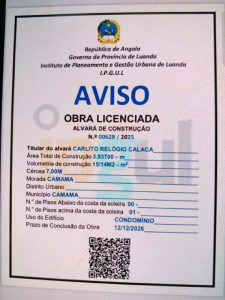 República de Angola
Governo da Província de Luanda
Instituto de Planeamento e Gestão Urbana de Luanda
I.P.G.U.L
AVISO
OBRA LICENCIADA
ALVARÁ DE CONSTRUÇÃO
N.º 00628 / 2025
Titular do alvará CARLITO RELÓGIO CALACA
Área Total de Construção 3.93700 – m
Volumetria de construção 15/14M2 – m²
Cércea 7,00M
Morada CAMAMA
Distrito Urbano
Município CAMAMA
N.º de Pisos Abaixo da costa da soleira 00 -
N.º de Pisos acima da costa da soleira 01 -
Uso do Edifício CONDOMÍNIO
Prazo de Conclusão da Obra 12/12/2026